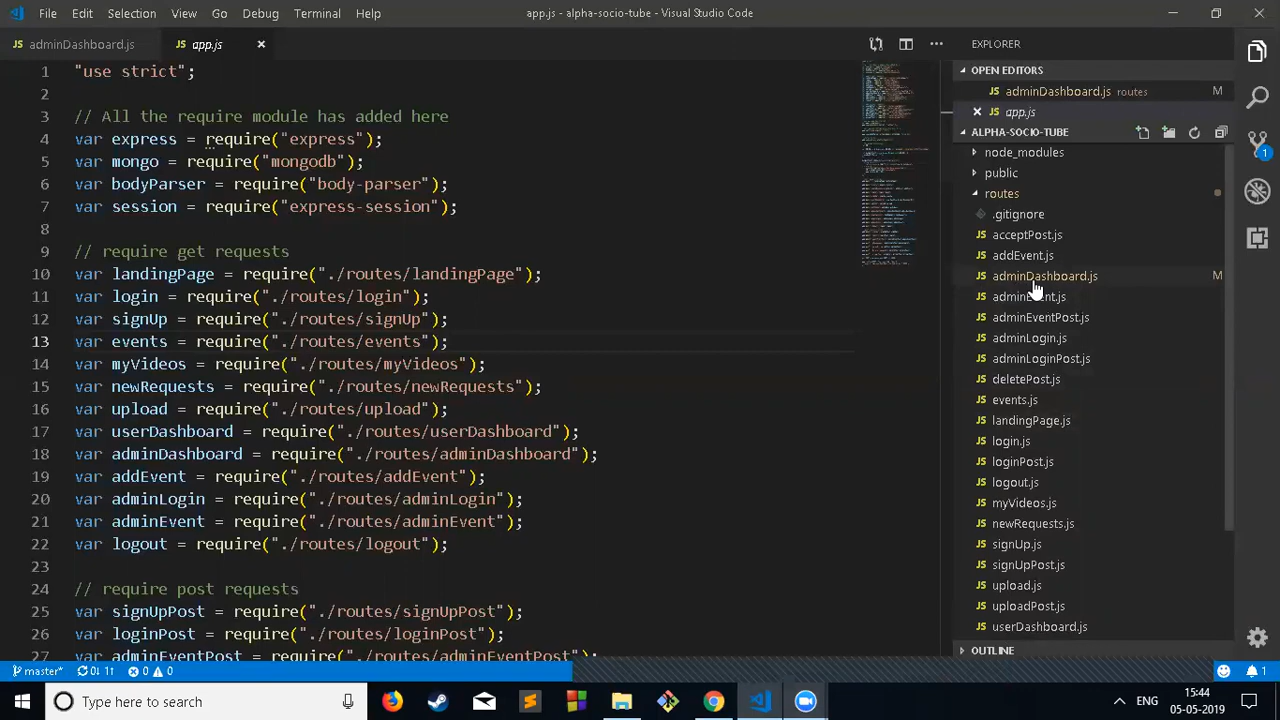 File Edit Selection View Go Debug Terminal Help
app.js - alpha-socio-tube - Visual Studio Code
adminDashboard.js app.js
1 "use strict";
2
3 // all the require module has added here
4 var express = require("express");
5 var mongo = require("mongodb");
6 var bodyParser = require("body-parser");
7 var session = require("express-session");
8
9 // require get requests
10 var landingPage = require("./routes/landingPage");
11 var login = require("./routes/login");
12 var signUp = require("./routes/signUp");
13 var events = require("./routes/events");
14 var myVideos = require("./routes/myVideos");
15 var newRequests = require("./routes/newRequests");
16 var upload = require("./routes/upload");
17 var userDashboard = require("./routes/userDashboard");
18 var adminDashboard = require("./routes/adminDashboard");
19 var addEvent = require("./routes/addEvent");
20 var adminLogin = require("./routes/adminLogin");
21 var adminEvent = require("./routes/adminEvent");
22 var logout = require("./routes/logout");
23
24 // require post requests
25 var signUpPost = require("./routes/signUpPost");
26 var loginPost = require("./routes/loginPost");
27 var adminEventPost = require("./routes/adminEventPost");
EXPLORER
OPEN EDITORS
JS adminDashboard.js routes M
JS app.js
ALPHA-SOCIO-TUBE
node_modules
public
routes
.gitignore
JS acceptPost.js
JS addEvent.js
JS adminDashboard.js M
JS adminEvent.js
JS adminEventPost.js
JS adminLogin.js
JS adminLoginPost.js
JS deletePost.js
JS events.js
JS landingPage.js
JS login.js
JS loginPost.js
JS logout.js
JS myVideos.js
JS newRequests.js
JS signUp.js
JS signUpPost.js
JS upload.js
JS uploadPost.js
JS userDashboard.js
OUTLINE
1
master* 0↓ 1↑ 0 0 1
Type here to search
ENG
15:44
05-05-2019